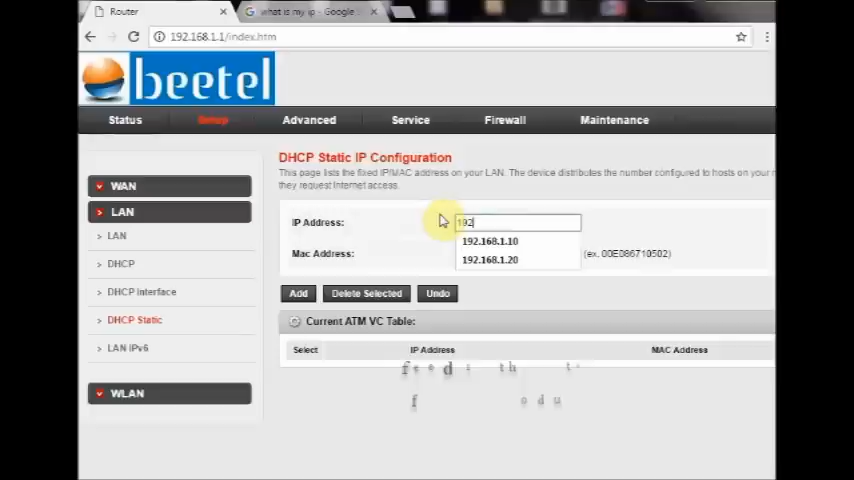 Router
what is my ip - Google
192.168.1.1/index.htm
beetel
Status
Setup
Advanced
Service
Firewall
Maintenance
DHCP Static IP Configuration
This page lists the fixed IP/MAC address on your LAN. The device distributes the number configured to hosts on your
they request Internet access.
WAN
LAN
LAN
DHCP
DHCP Interface
DHCP Static
LAN IPv6
WLAN
IP Address: 192
192.168.1.10
192.168.1.20
Mac Address: (ex. 00E086710502)
Add
Delete Selected
Undo
Current ATM VC Table:
Select
IP Address
MAC Address